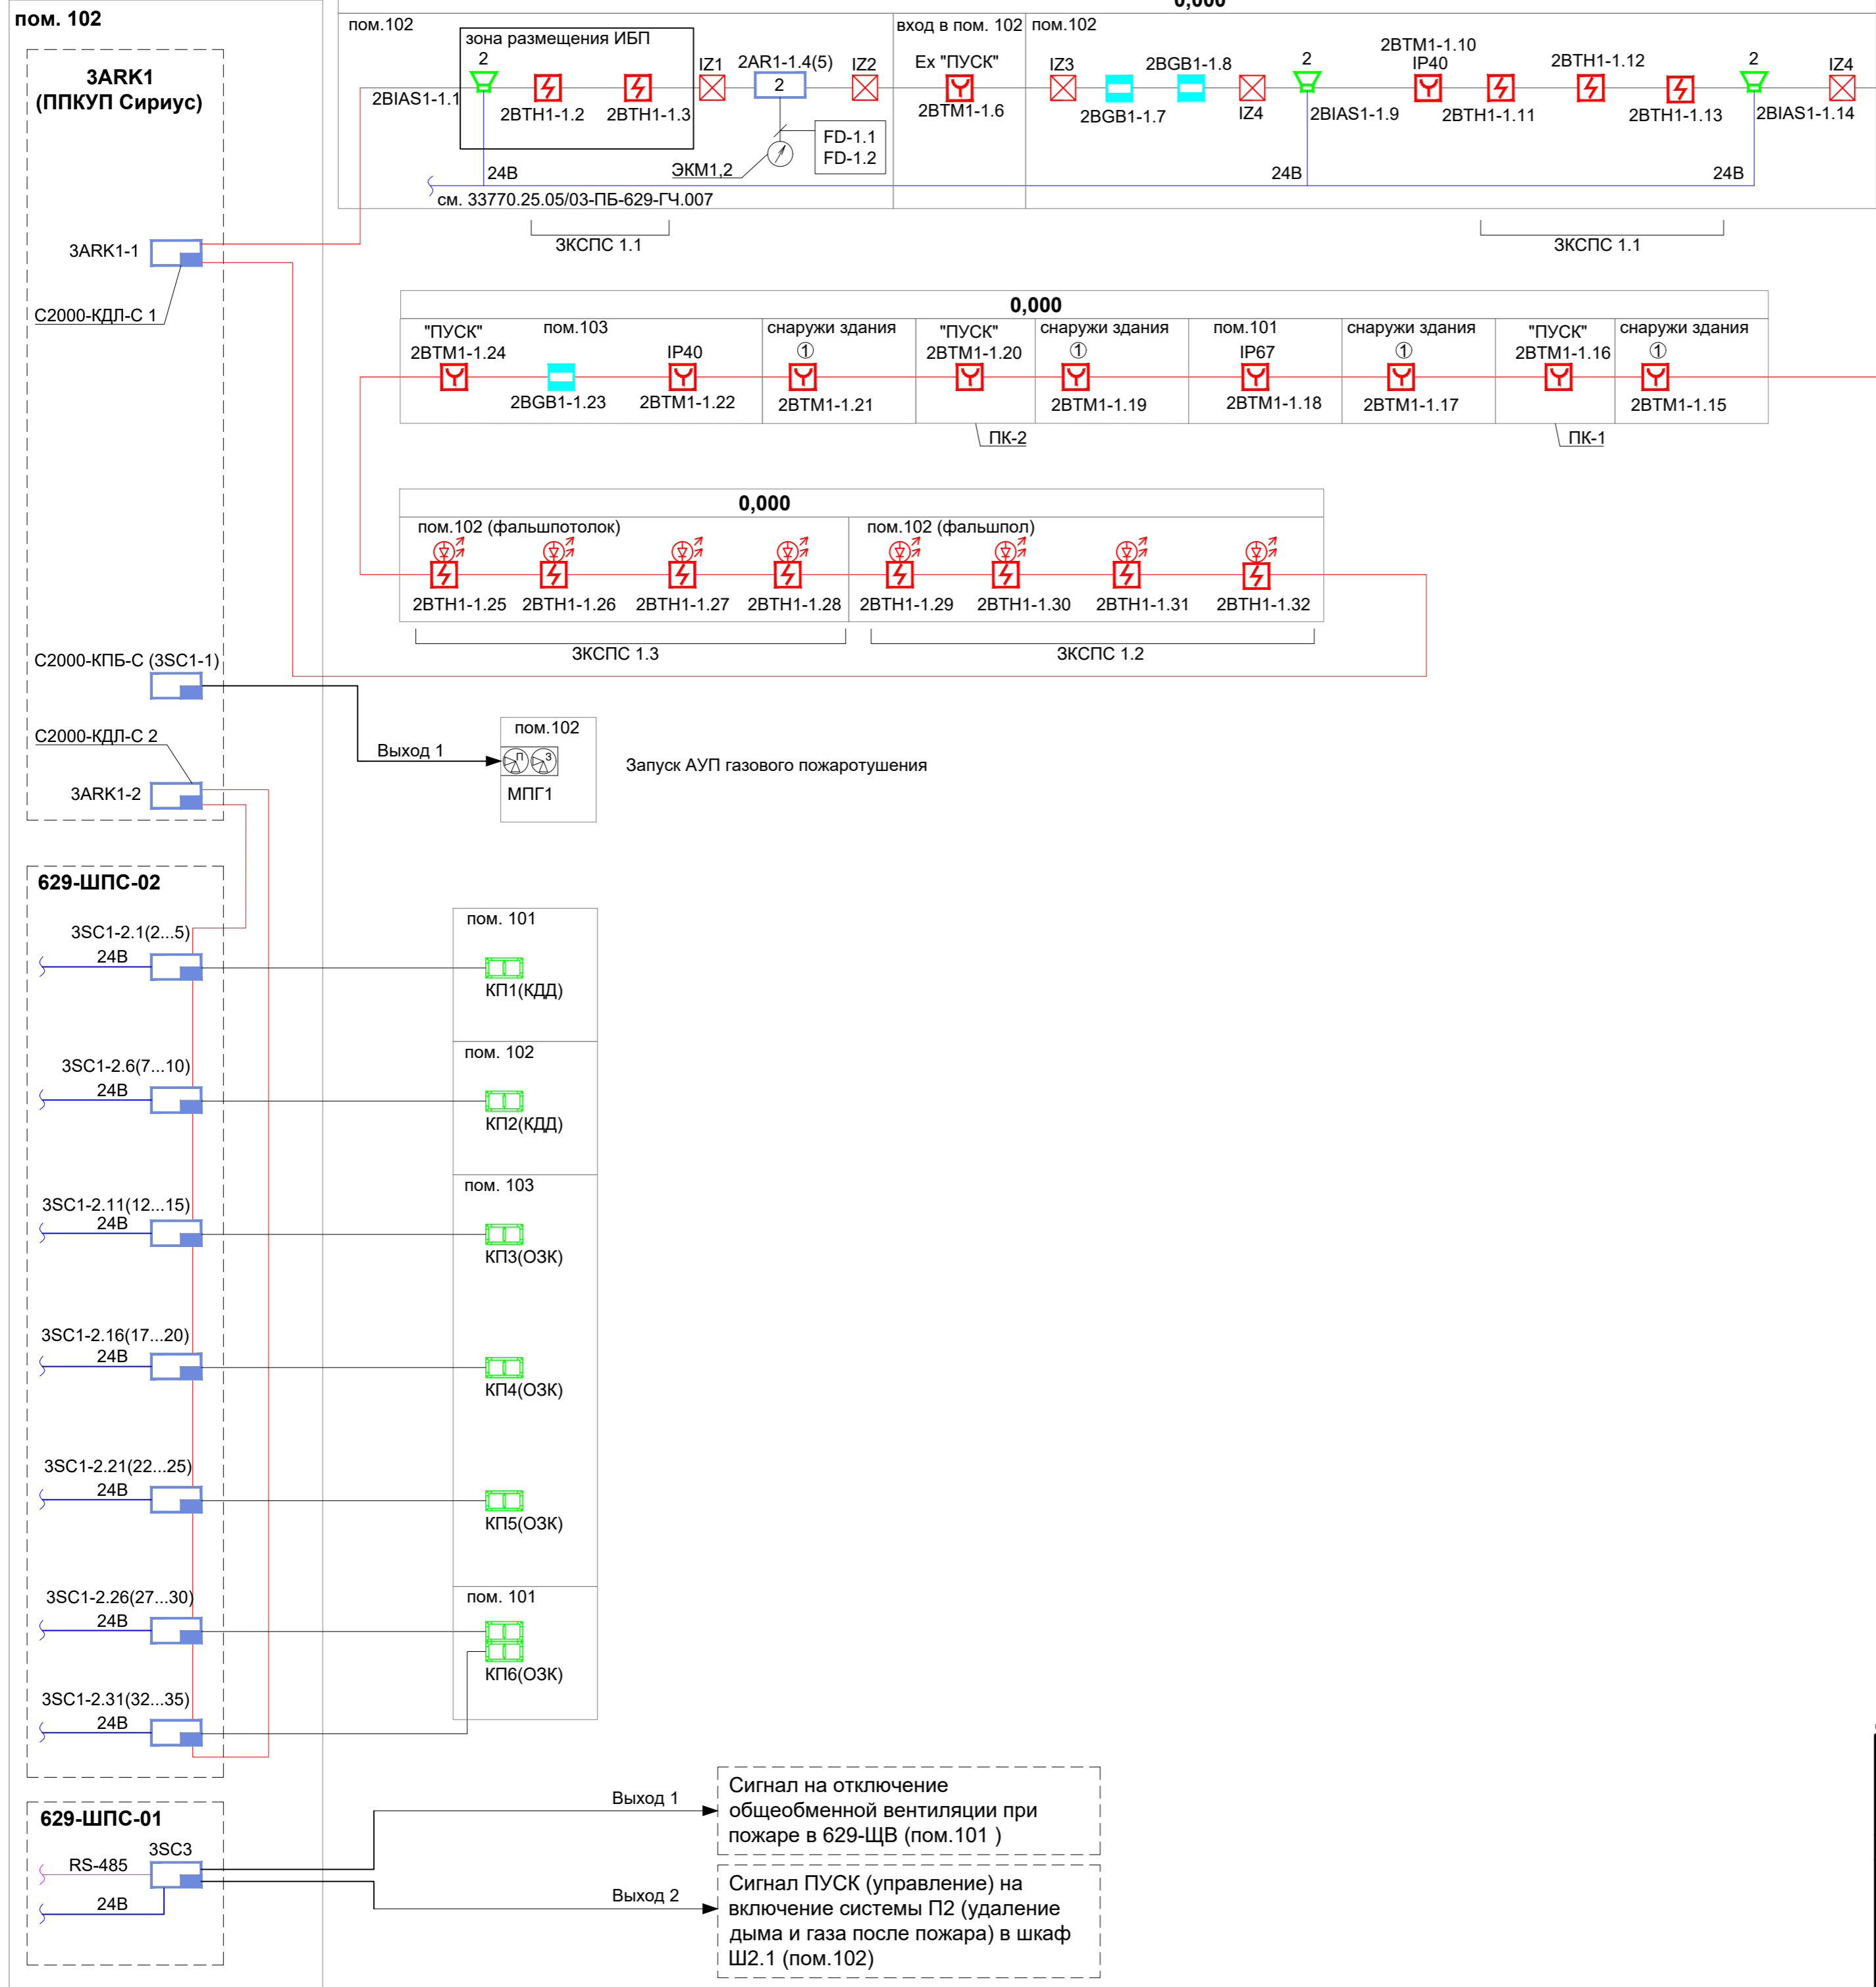 пом. 102
3ARK1
(ППКУП Сириус)
3ARK1-1
С2000-КДЛ-С 1
С2000-КПБ-С (3SC1-1)
С2000-КДЛ-С 2
3ARK1-2
0,000
пом.102
вход в пом. 102
пом.102
зона размещения ИБП
2
2BIAS1-1.1
2BTH1-1.2
2BTH1-1.3
IZ1
2AR1-1.4(5)
2
IZ2
Ex "ПУСК"
2BTM1-1.6
IZ3
2BGB1-1.7
2BGB1-1.8
IZ4
2
2BIAS1-1.9
2BTM1-1.10
IP40
2BTH1-1.11
2BTH1-1.12
2BTH1-1.13
2
2BIAS1-1.14
IZ4
FD-1.1
FD-1.2
ЭКМ1,2
24В
24В
24В
см. 33770.25.05/03-ПБ-629-ГЧ.007
ЗКСПС 1.1
ЗКСПС 1.1
0,000
"ПУСК"
2BTM1-1.24
пом.103
2BGB1-1.23
IP40
2BTM1-1.22
снаружи здания
1
2BTM1-1.21
"ПУСК"
2BTM1-1.20
снаружи здания
1
2BTM1-1.19
пом.101
IP67
2BTM1-1.18
снаружи здания
1
2BTM1-1.17
"ПУСК"
2BTM1-1.16
снаружи здания
1
2BTM1-1.15
ПК-2
ПК-1
0,000
пом.102 (фальшпотолок)
пом.102 (фальшпол)
2BTH1-1.25
2BTH1-1.26
2BTH1-1.27
2BTH1-1.28
2BTH1-1.29
2BTH1-1.30
2BTH1-1.31
2BTH1-1.32
ЗКСПС 1.3
ЗКСПС 1.2
Выход 1
пом.102
П
З
МПГ1
Запуск АУП газового пожаротушения
629-ШПС-02
3SC1-2.1(2...5)
24В
пом. 101
КП1(КДД)
3SC1-2.6(7...10)
24В
пом. 102
КП2(КДД)
3SC1-2.11(12...15)
24В
пом. 103
КП3(ОЗК)
3SC1-2.16(17...20)
24В
КП4(ОЗК)
3SC1-2.21(22...25)
24В
КП5(ОЗК)
3SC1-2.26(27...30)
24В
пом. 101
КП6(ОЗК)
3SC1-2.31(32...35)
24В
629-ШПС-01
3SC3
RS-485
24В
Выход 1
Сигнал на отключение
общеобменной вентиляции при
пожаре в 629-ЩВ (пом.101 )
Выход 2
Сигнал ПУСК (управление) на
включение системы П2 (удаление
дыма и газа после пожара) в шкаф
Ш2.1 (пом.102)